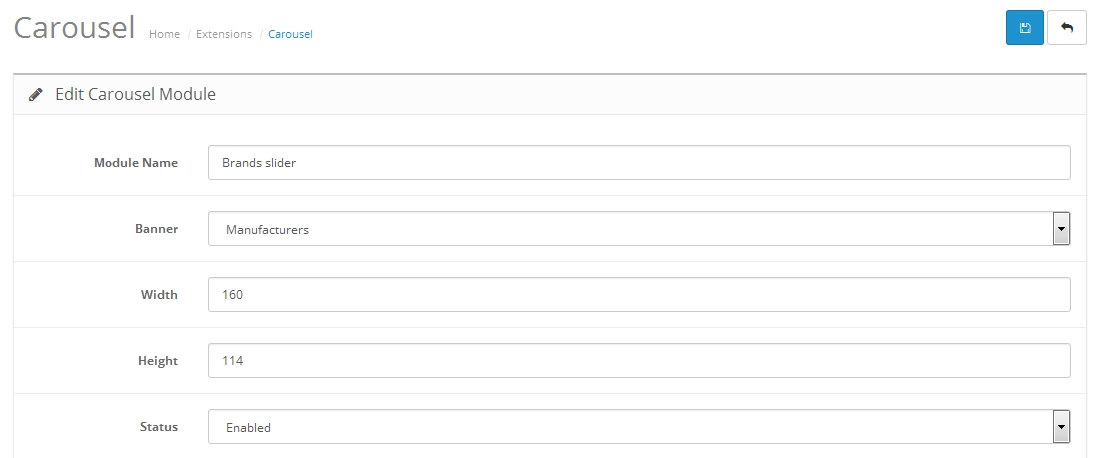 Carousel Home / Extensions / Carousel
Edit Carousel Module
Module Name Brands slider
Banner Manufacturers
Width 160
Height 114
Status Enabled